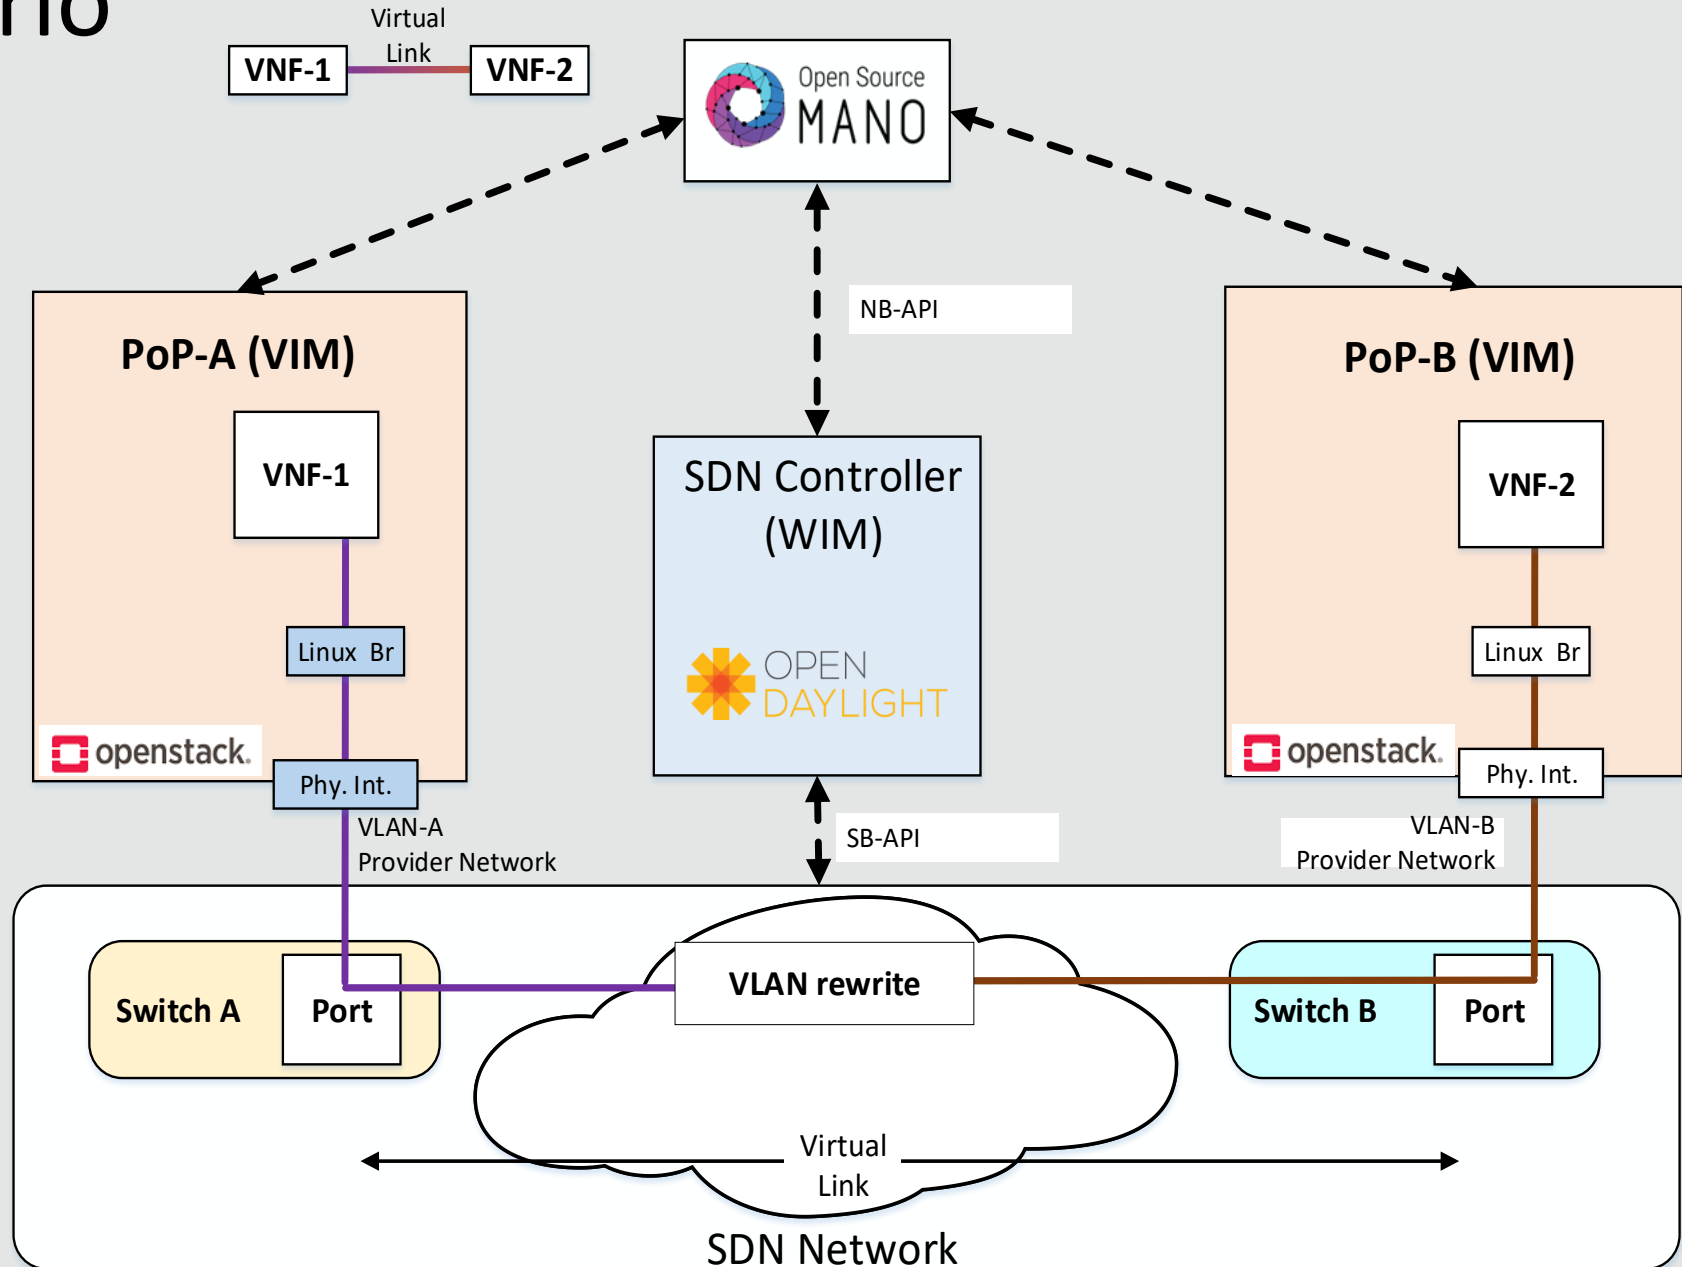 Virtual
Link
VNF-1
VNF-2
Open Source
MANO
NB-API
PoP-A (VIM)
PoP-B (VIM)
VNF-1
SDN Controller
(WIM)
VNF-2
Linux Br
OPEN
DAYLIGHT
Linux Br
openstack.
openstack.
Phy. Int.
Phy. Int.
VLAN-A
Provider Network
SB-API
VLAN-B
Provider Network
Switch A
Port
VLAN rewrite
Switch B
Port
Virtual
Link
SDN Network